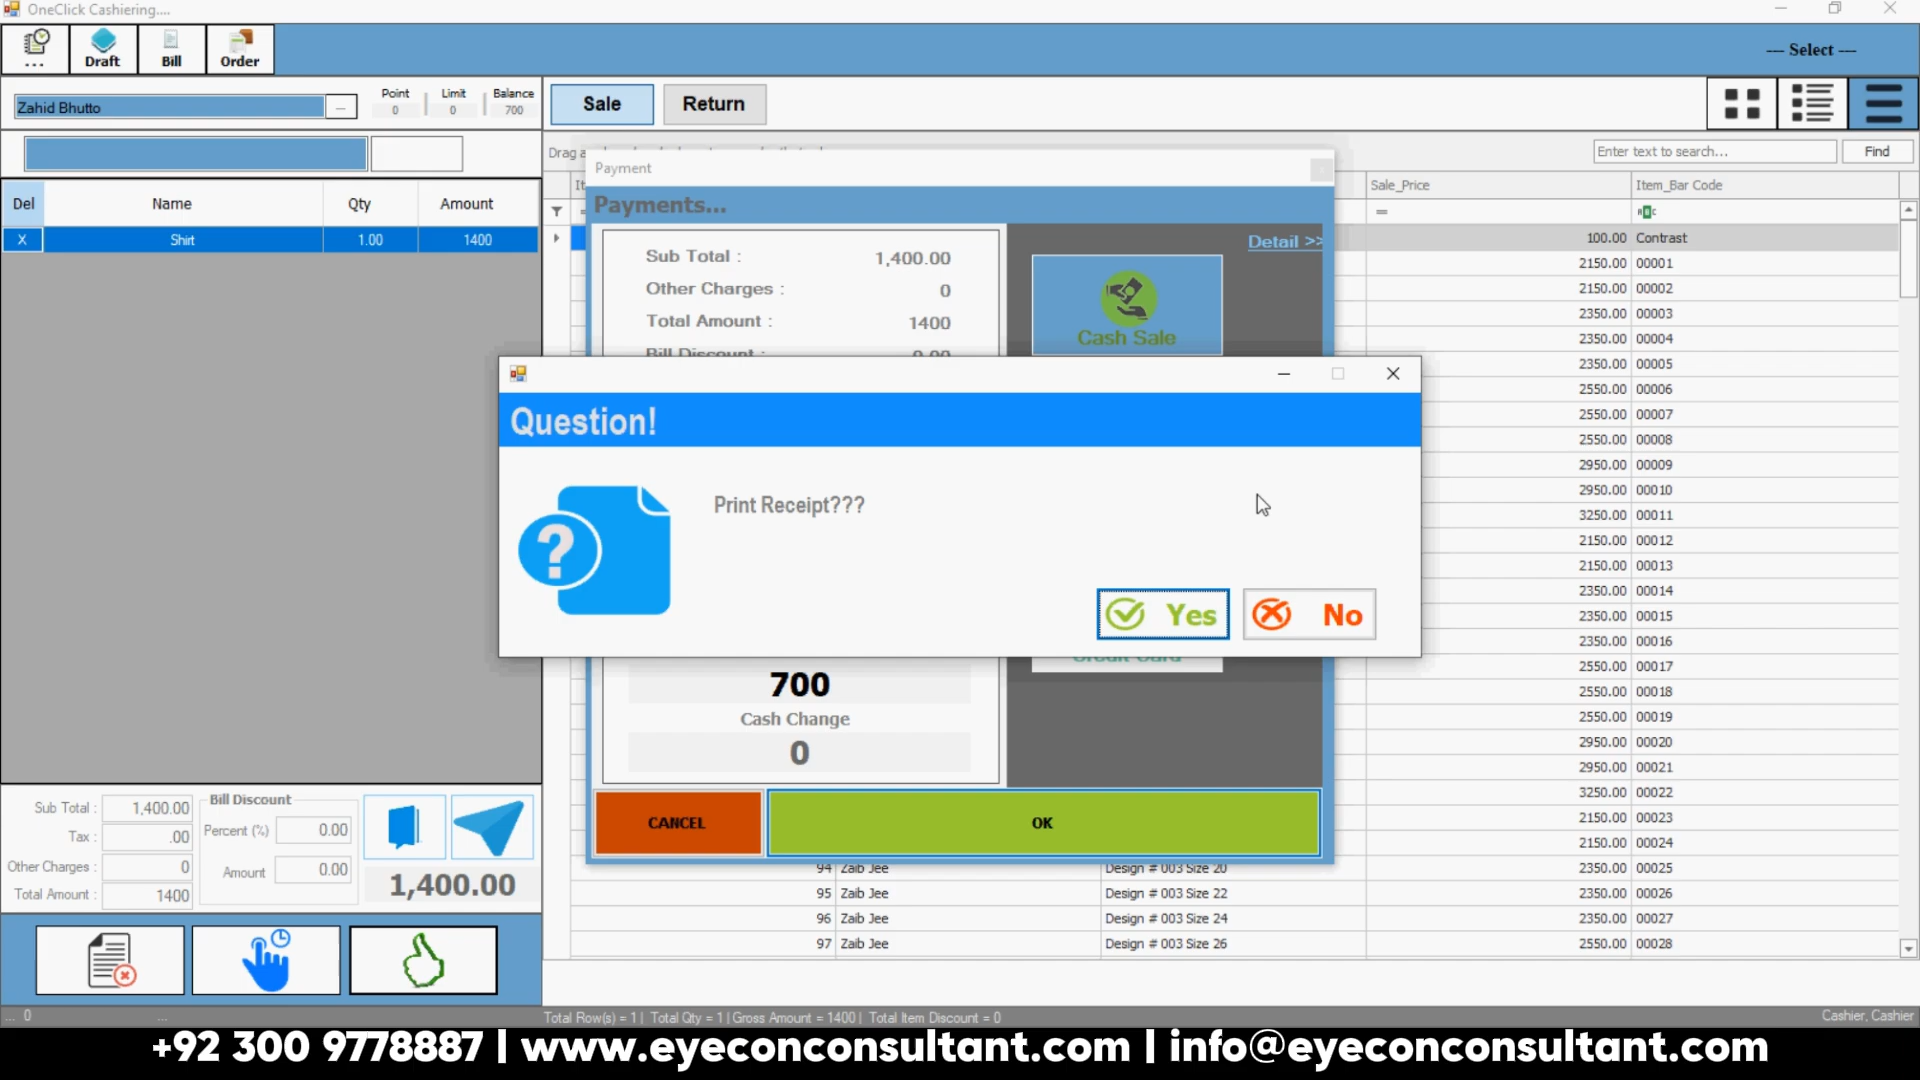 OneClick Cashiering....
...
Draft
Bill
Order
--- Select ---
Zahid Bhutto
...
Point
0
Limit
0
Balance
700
Sale
Return
Drag a
Enter text to search...
Find
Del
Name
Qty
Amount
X
Shirt
1.00
1400
It
Sale_Price
Item_Bar Code
=
=
100.00 Contrast
2150.00 00001
2150.00 00002
2350.00 00003
2350.00 00004
2350.00 00005
2550.00 00006
2550.00 00007
2550.00 00008
2950.00 00009
2950.00 00010
3250.00 00011
2150.00 00012
2150.00 00013
2350.00 00014
2350.00 00015
2350.00 00016
2550.00 00017
2550.00 00018
2550.00 00019
2950.00 00020
2950.00 00021
3250.00 00022
2150.00 00023
2150.00 00024
94 Zaib Jee Design # 003 Size 20 2350.00 00025
95 Zaib Jee Design # 003 Size 22 2350.00 00026
96 Zaib Jee Design # 003 Size 24 2350.00 00027
97 Zaib Jee Design # 003 Size 26 2550.00 00028
Payment
Payments...
Detail >>
Sub Total : 1,400.00
Other Charges : 0
Total Amount : 1400
Bill Discount : 0.00
Cash Sale
Question!
?
Print Receipt???
Yes
No
Credit Card
700
Cash Change
0
CANCEL
OK
Sub Total : 1,400.00
Tax : .00
Other Charges : 0
Total Amount : 1400
Bill Discount
Percent (%) 0.00
Amount 0.00
1,400.00
... 0 ...
Total Row(s) = 1 | Total Qty = 1 | Gross Amount = 1400 | Total Item Discount = 0
Cashier, Cashier
+92 300 9778887 | www.eyeconconsultant.com | info@eyeconconsultant.com